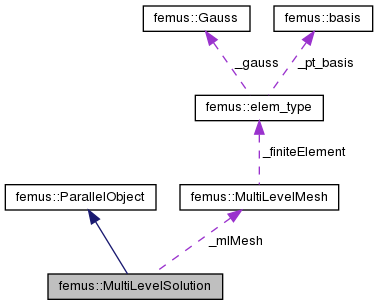 femus::Gauss
femus::basis
_gauss
_pt_basis
femus::elem_type
_finiteElement
femus::ParallelObject
femus::MultiLevelMesh
_mlMesh
femus::MultiLevelSolution